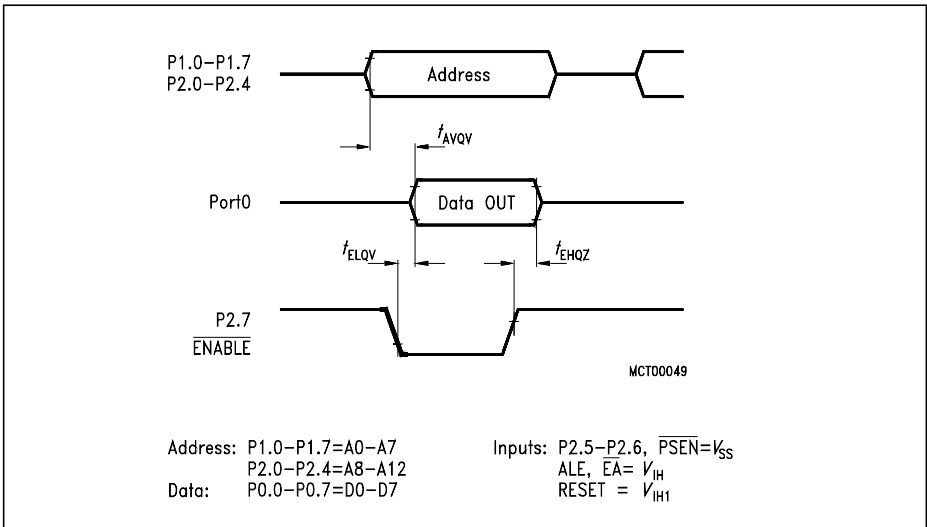 P1.0-P1.7
P2.0-P2.4
Address
tAVQV
Port0
Data OUT
tELQV
tEHQZ
P2.7
ENABLE
MCT00049
Address: P1.0-P1.7=A0-A7
P2.0-P2.4=A8-A12
Data: P0.0-P0.7=D0-D7
Inputs: P2.5-P2.6, PSEN=VSS
ALE, EA= VIH
RESET = VIH1